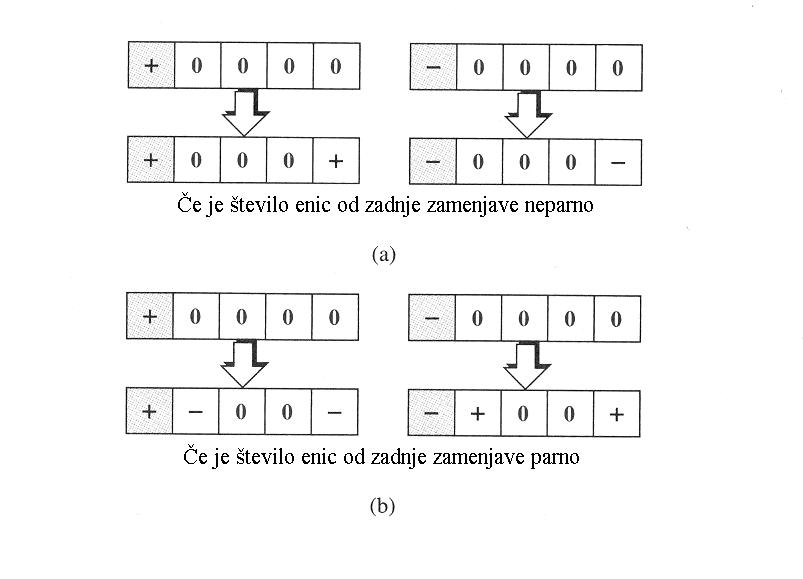 + 0 0 0 0 − 0 0 0 0
+ 0 0 0 + − 0 0 0 −
Če je število enic od zadnje zamenjave neparno
(a)
+ 0 0 0 0 − 0 0 0 0
+ − 0 0 − − + 0 0 +
Če je število enic od zadnje zamenjave parno
(b)